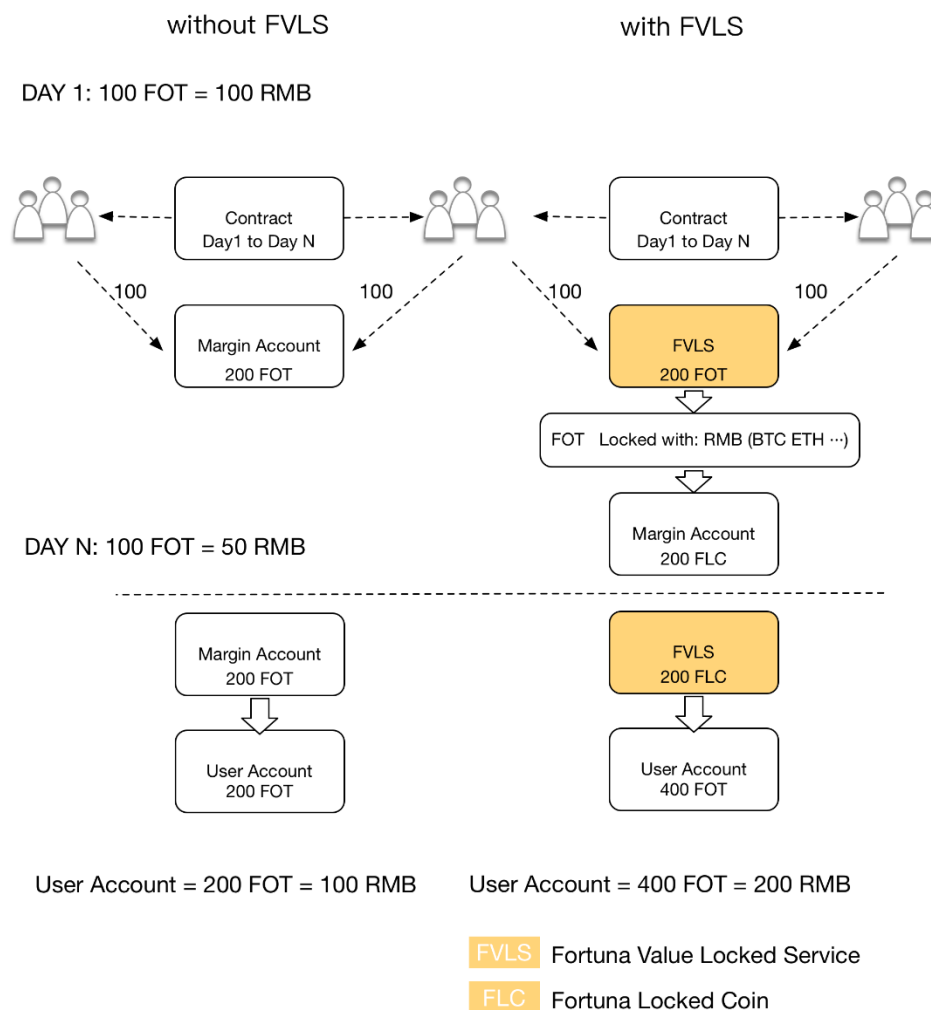 without FVLS
with FVLS
DAY 1: 100 FOT = 100 RMB
Contract
Day1 to Day N
Contract
Day1 to Day N
100
100
100
100
Margin Account
200 FOT
FVLS
200 FOT
FOT Locked with: RMB (BTC ETH ···)
Margin Account
200 FLC
DAY N: 100 FOT = 50 RMB
Margin Account
200 FOT
FVLS
200 FLC
User Account
200 FOT
User Account
400 FOT
User Account = 200 FOT = 100 RMB
User Account = 400 FOT = 200 RMB
FVLS Fortuna Value Locked Service
FLC Fortuna Locked Coin